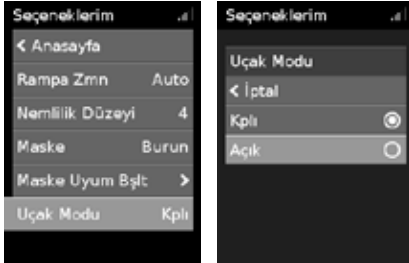 Seçeneklerim
< Anasayfa
Rampa Zmn Auto
Nemlilik Düzeyi 4
Maske Burun
Maske Uyum Bşlt >
Uçak Modu Kplı
Seçeneklerim
Uçak Modu
< İptal
Kplı
Açık